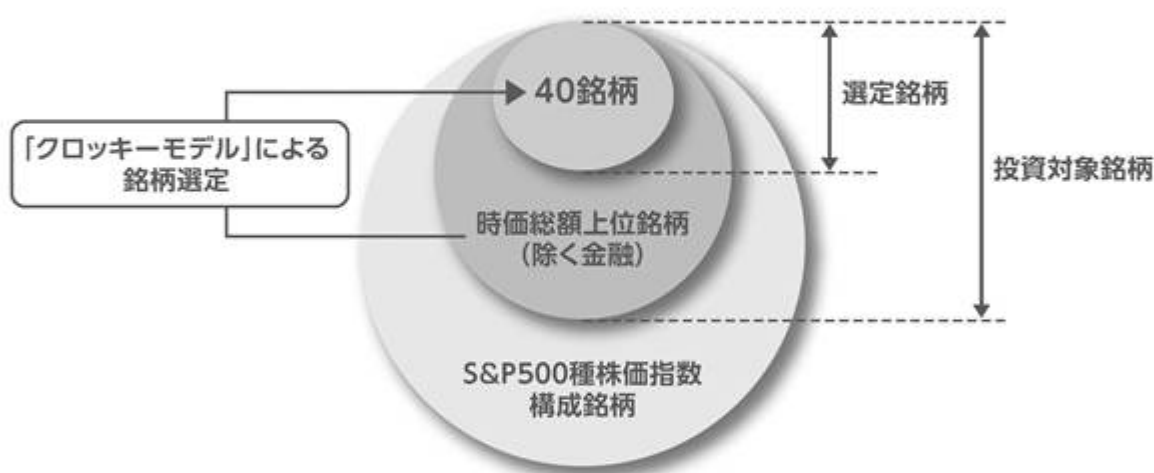 40銘柄
選定銘柄
「クロッキーモデル」による
銘柄選定
投資対象銘柄
時価総額上位銘柄
(除く金融)
S&P500種株価指数
構成銘柄